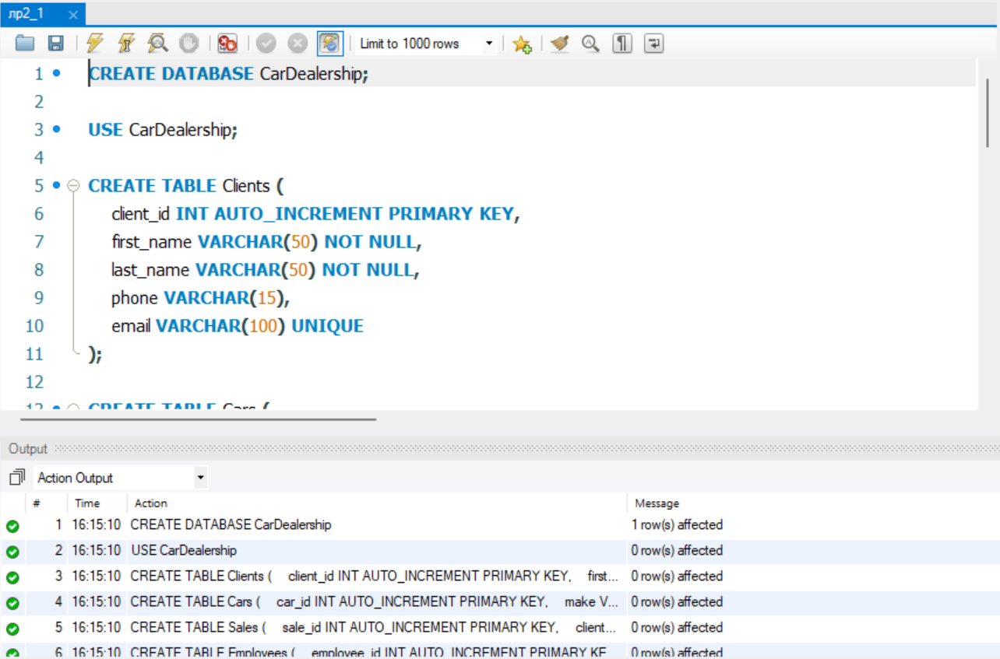 лр2_1
Limit to 1000 rows
1 CREATE DATABASE CarDealership;
2
3 USE CarDealership;
4
5 CREATE TABLE Clients (
6 client_id INT AUTO_INCREMENT PRIMARY KEY,
7 first_name VARCHAR(50) NOT NULL,
8 last_name VARCHAR(50) NOT NULL,
9 phone VARCHAR(15),
10 email VARCHAR(100) UNIQUE
11 );
12
13 CREATE TABLE Cars (
Output
Action Output
# Time Action Message
1 16:15:10 CREATE DATABASE CarDealership 1 row(s) affected
2 16:15:10 USE CarDealership 0 row(s) affected
3 16:15:10 CREATE TABLE Clients ( client_id INT AUTO_INCREMENT PRIMARY KEY, first... 0 row(s) affected
4 16:15:10 CREATE TABLE Cars ( car_id INT AUTO_INCREMENT PRIMARY KEY, make V... 0 row(s) affected
5 16:15:10 CREATE TABLE Sales ( sale_id INT AUTO_INCREMENT PRIMARY KEY, client... 0 row(s) affected
6 16:15:10 CREATE TABLE Employees ( employee_id INT AUTO_INCREMENT PRIMARY KE 0 row(s) affected